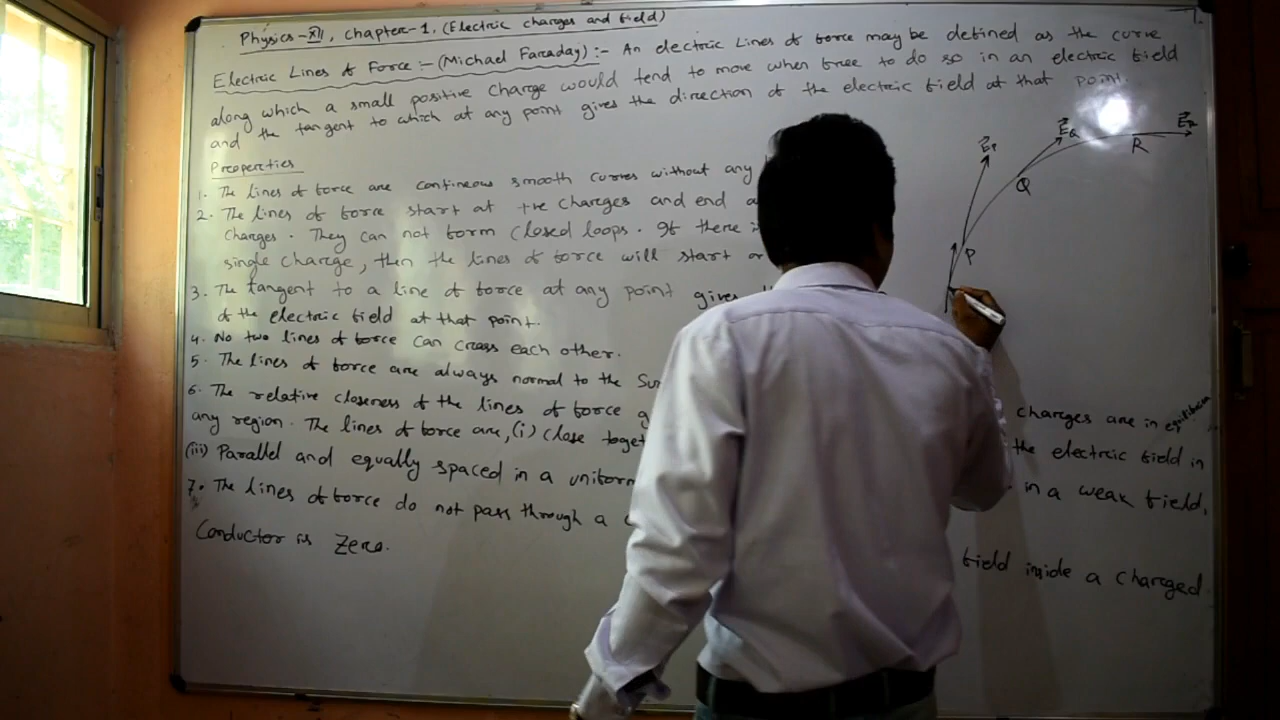 Physics-XII, chapter-1. (Electric charges and field)
Electric Lines of Force :- (Michael Faraday) :- An electric Lines of force may be defined as the curve
along which a small positive charge would tend to move when free to do so in an electric field
and the tangent to which at any point gives the direction of the electric field at that point.
Properties
1. The lines of force are contineous smooth curves without any
2. The lines of force start at +ve charges and end
charges. They can not form closed loops. If there
single charge, then the lines of force will start or
3. The tangent to a line of force at any point gives
of the electric field at that point.
4. No two lines of force can cross each other.
5. The lines of force are always normal to the
charges are in
6. The relative closeness of the lines of force
the electric field in
any region. The lines of force are, (i) close
in a weak field,
(iii) Parallel and equally spaced in a
7. The lines of force do not pass through a
field inside a charged
Conductor is zero.
E⃗P
E⃗Q
E⃗R
P
Q
R